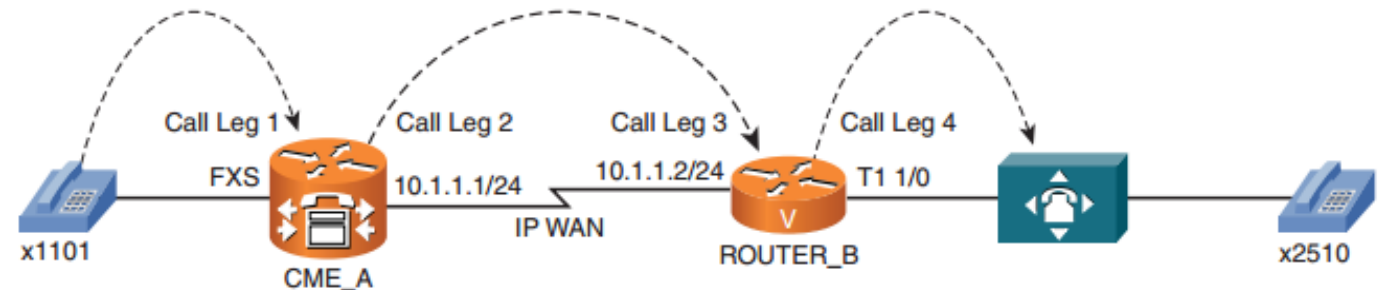 Call Leg 1
Call Leg 2
Call Leg 3
Call Leg 4
FXS
10.1.1.1/24
10.1.1.2/24
T1 1/0
IP WAN
V
x1101
CME_A
ROUTER_B
x2510